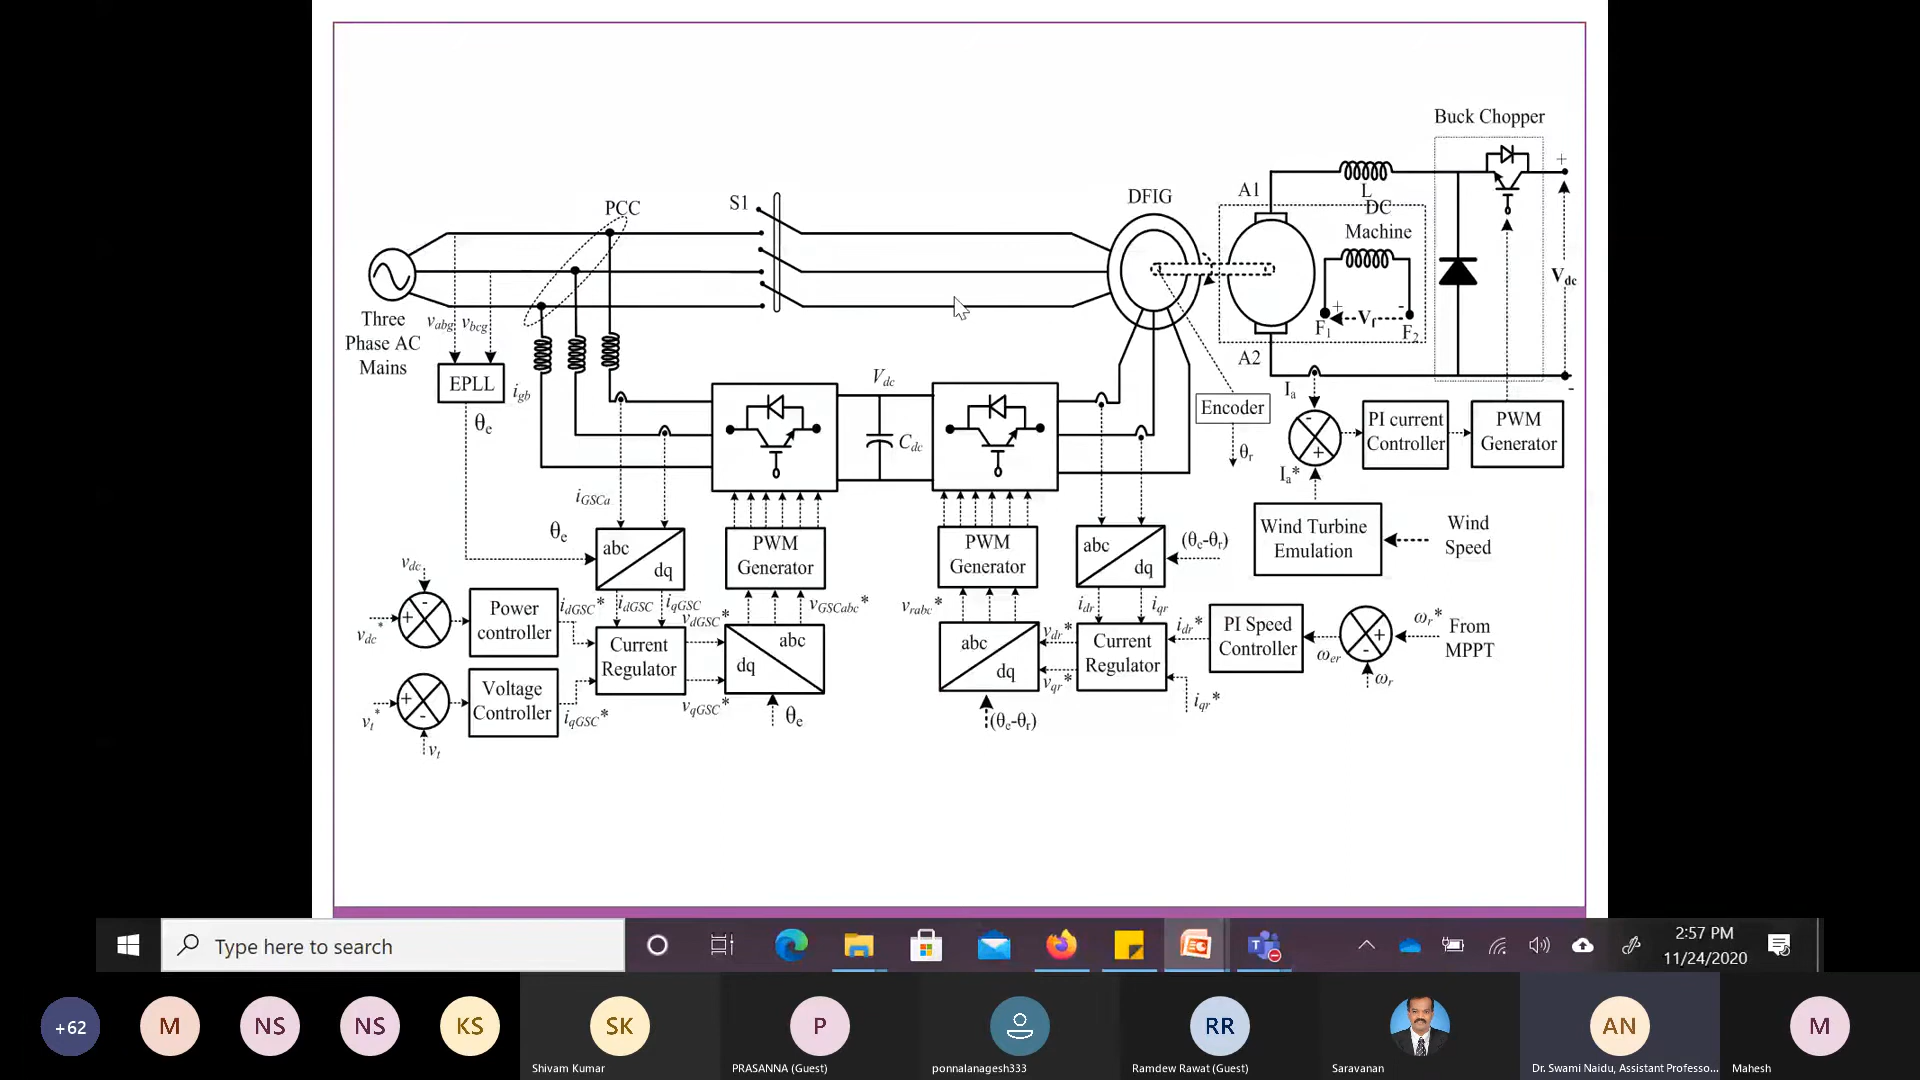 Buck Chopper
PCC
S1
DFIG
A1
L
DC
Machine
+
V_dc
Three
Phase AC
Mains
v_abg
v_bcg
EPLL
θ_e
i_gb
+
-
V_f
F_1
F_2
A2
-
V_dc
C_dc
Encoder
θ_r
I_a
-
+
I_a*
PI current
Controller
PWM
Generator
i_GSCa
θ_e
abc
dq
PWM
Generator
PWM
Generator
abc
dq
(θ_e-θ_r)
Wind Turbine
Emulation
Wind
Speed
v_dc
-
+
v_dc*
Power
controller
i_dGSC*
i_dGSC
i_qGSC
v_dGSC*
v_GSCabc*
Current
Regulator
abc
dq
v_rabc*
abc
dq
v_dr*
v_qr*
i_dr
i_qr
Current
Regulator
i_dr*
PI Speed
Controller
ω_er
+
-
ω_r*
From
MPPT
ω_r
v_t*
+
-
v_t
Voltage
Controller
i_qGSC*
v_qGSC*
θ_e
(θ_e-θ_r)
i_qr*
Type here to search
2:57 PM
11/24/2020
+62
M
NS
NS
KS
SK
Shivam Kumar
P
PRASANNA (Guest)
ponnalanagesh333
RR
Ramdew Rawat (Guest)
Saravanan
AN
Dr. Swami Naidu, Assistant Professo...
M
Mahesh